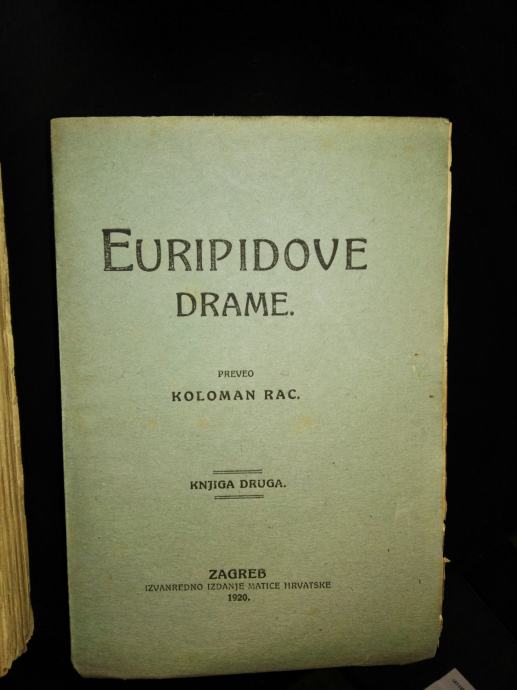 EURIPIDOVE
DRAME.
PREVEO
KOLOMAN RAC.
KNJIGA DRUGA.
ZAGREB
IZVANREDNO IZDANJE MATICE HRVATSKE
1920.